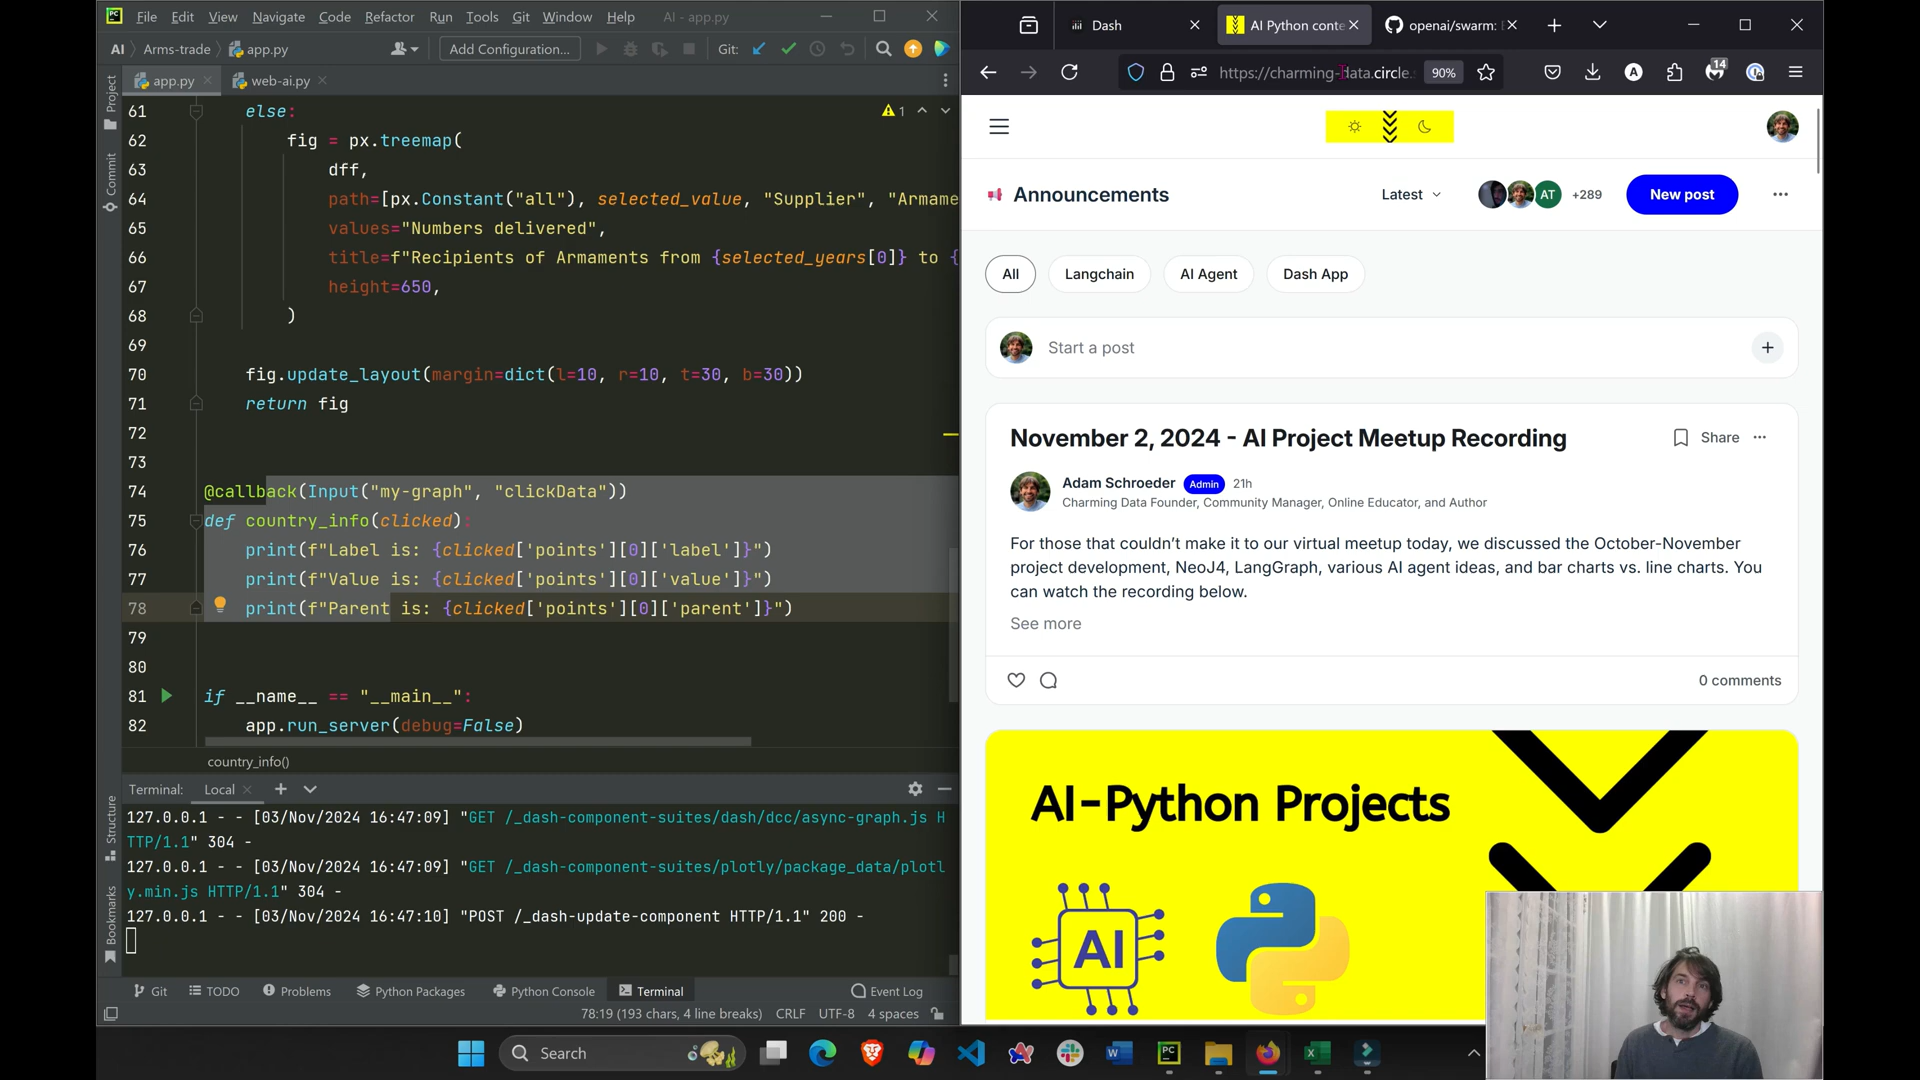 File Edit View Navigate Code Refactor Run Tools Git Window Help AI - app.py
AI Arms-trade app.py Add Configuration... Git:
app.py web-ai.py
Project
Commit
Structure
Bookmarks
61 else:
1
62 fig = px.treemap(
63 dff,
64 path=[px.Constant("all"), selected_value, "Supplier", "Armame
65 values="Numbers delivered",
66 title=f"Recipients of Armaments from {selected_years[0]} to {
67 height=650,
68 )
69
70 fig.update_layout(margin=dict(l=10, r=10, t=30, b=30))
71 return fig
72
73
74 @callback(Input("my-graph", "clickData"))
75 def country_info(clicked):
76 print(f"Label is: {clicked['points'][0]['label']}")
77 print(f"Value is: {clicked['points'][0]['value']}")
78 print(f"Parent is: {clicked['points'][0]['parent']}")
79
80
81 if __name__ == "__main__":
82 app.run_server(debug=False)
country_info()
Terminal: Local
127.0.0.1 - - [03/Nov/2024 16:47:09] "GET /_dash-component-suites/dash/dcc/async-graph.js H
TTP/1.1" 304 -
127.0.0.1 - - [03/Nov/2024 16:47:09] "GET /_dash-component-suites/plotly/package_data/plotl
y.min.js HTTP/1.1" 304 -
127.0.0.1 - - [03/Nov/2024 16:47:10] "POST /_dash-update-component HTTP/1.1" 200 -
Git TODO Problems Python Packages Python Console Terminal Event Log
78:19 (193 chars, 4 line breaks) CRLF UTF-8 4 spaces
Dash
AI Python conte
openai/swarm:
https://charming-data.circle.
90%
14
Announcements
Latest
AT
+289
New post
All
Langchain
AI Agent
Dash App
Start a post
November 2, 2024 - AI Project Meetup Recording
Share
Adam Schroeder Admin 21h
Charming Data Founder, Community Manager, Online Educator, and Author
For those that couldn't make it to our virtual meetup today, we discussed the October-November
project development, NeoJ4, LangGraph, various AI agent ideas, and bar charts vs. line charts. You
can watch the recording below.
See more
0 comments
AI-Python Projects
AI
Search